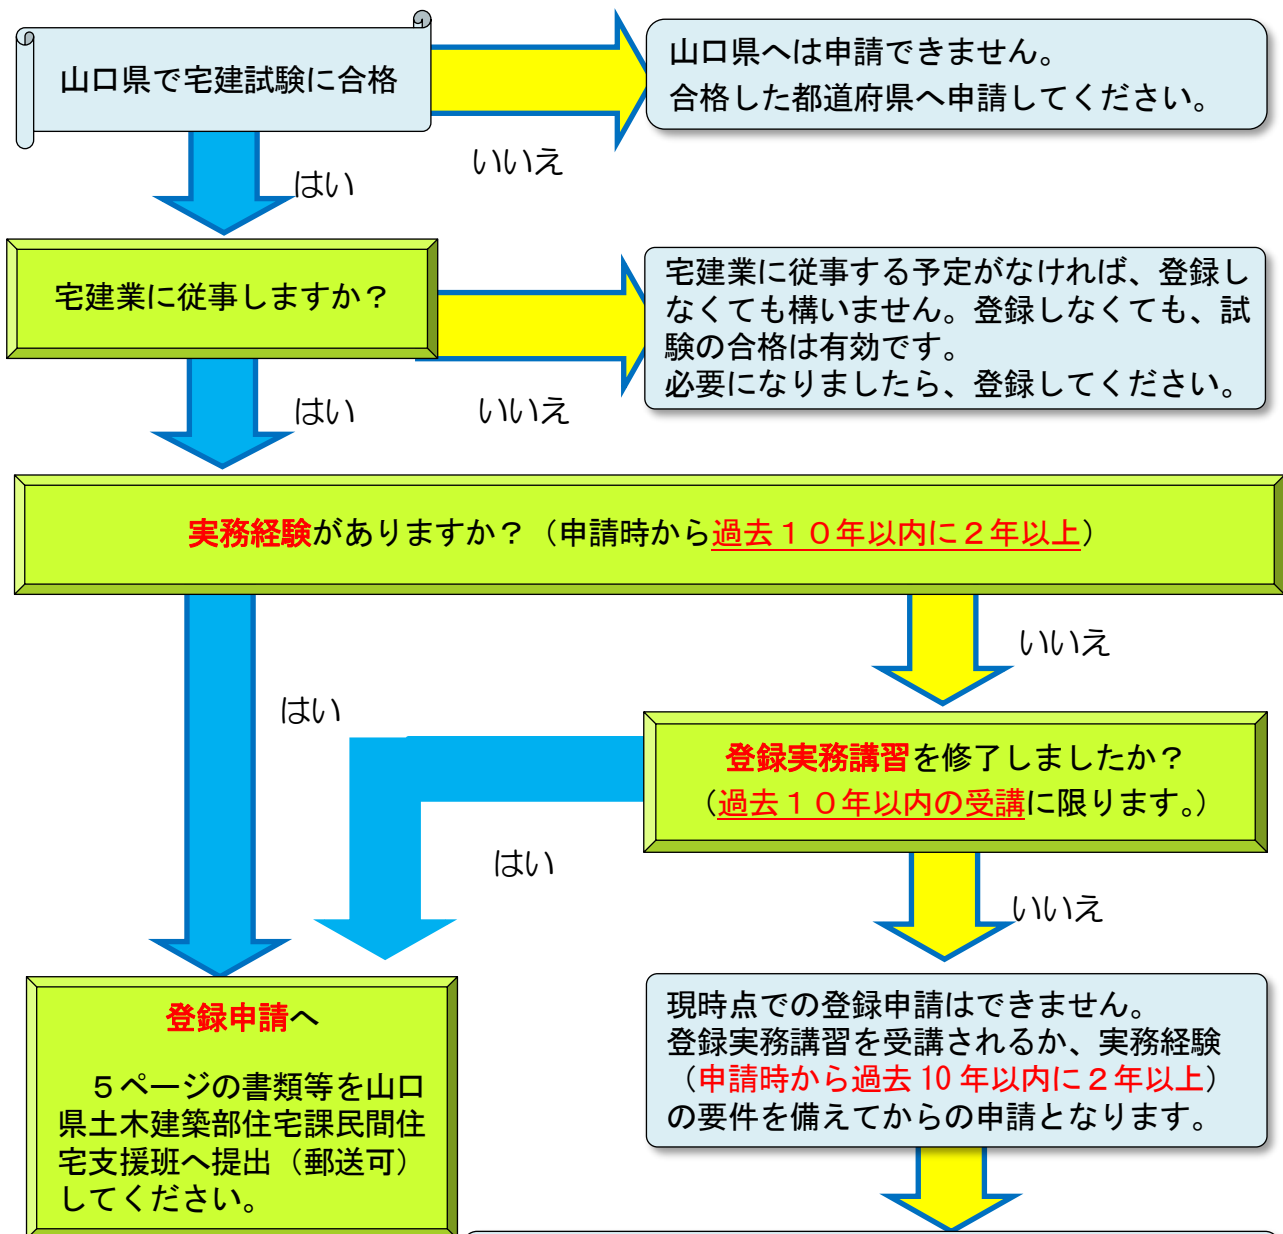 山口県で宅建試験に合格
山口県へは申請できません。
合格した都道府県へ申請してください。
いいえ
はい
宅建業に従事しますか？
宅建業に従事する予定がなければ、登録し
なくても構いません。登録しなくても、試
験の合格は有効です。
必要になりましたら、登録してください。
はい
いいえ
実務経験がありますか？（申請時から過去１０年以内に２年以上）
いいえ
はい
登録実務講習を修了しましたか？
（過去１０年以内の受講に限ります。）
はい
いいえ
登録申請へ
５ページの書類等を山口
県土木建築部住宅課民間住
宅支援班へ提出（郵送可）
してください。
現時点での登録申請はできません。
登録実務講習を受講されるか、実務経験
（申請時から過去 10 年以内に２年以上）
の要件を備えてからの申請となります。